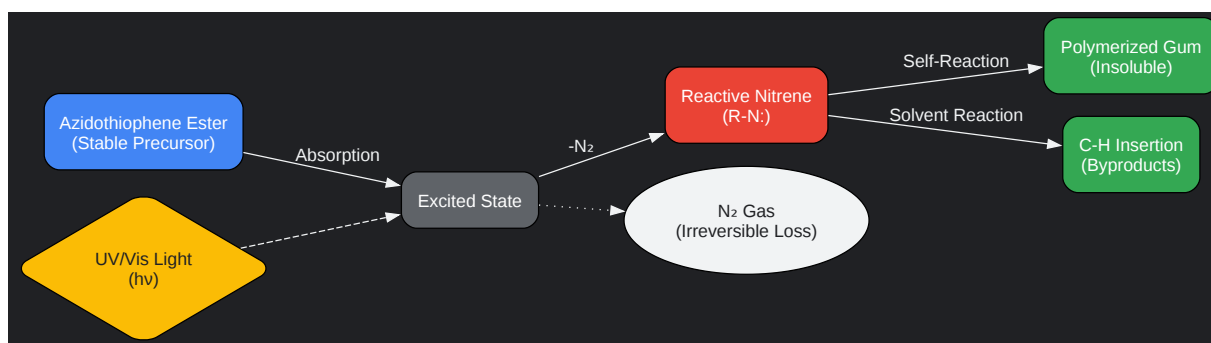 Azidothiophene Ester
(Stable Precursor)
UV/Vis Light
(hν)
Absorption
Excited State
-N₂
N₂ Gas
(Irreversible Loss)
Reactive Nitrene
(R-N:)
Self-Reaction
Solvent Reaction
Polymerized Gum
(Insoluble)
C-H Insertion
(Byproducts)